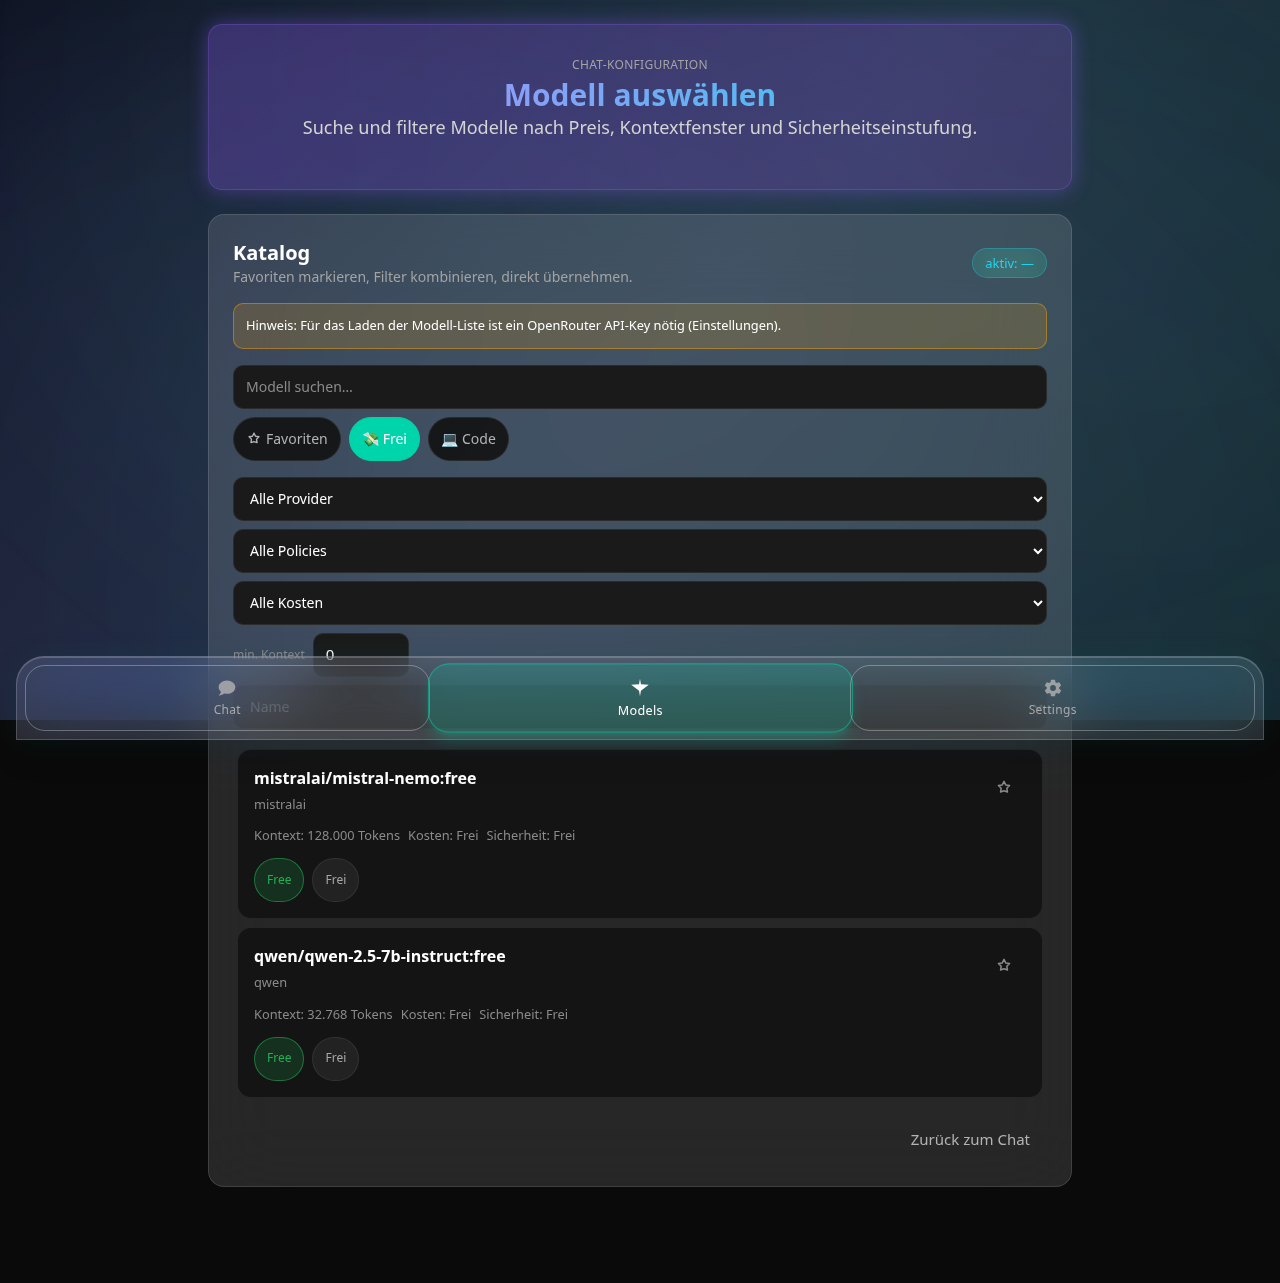 CHAT-KONFIGURATION
Modell auswählen
Suche und filtere Modelle nach Preis, Kontextfenster und Sicherheitseinstufung.
Katalog
Favoriten markieren, Filter kombinieren, direkt übernehmen.
aktiv: —
Hinweis: Für das Laden der Modell-Liste ist ein OpenRouter API-Key nötig (Einstellungen).
Modell suchen…
Favoriten
Frei
Code
Alle Provider
Alle Policies
Alle Kosten
min. Kontext
0
Name
Chat
Models
Settings
mistralai/mistral-nemo:free
mistralai
Kontext: 128.000 Tokens Kosten: Frei Sicherheit: Frei
Free
Frei
qwen/qwen-2.5-7b-instruct:free
qwen
Kontext: 32.768 Tokens Kosten: Frei Sicherheit: Frei
Free
Frei
Zurück zum Chat